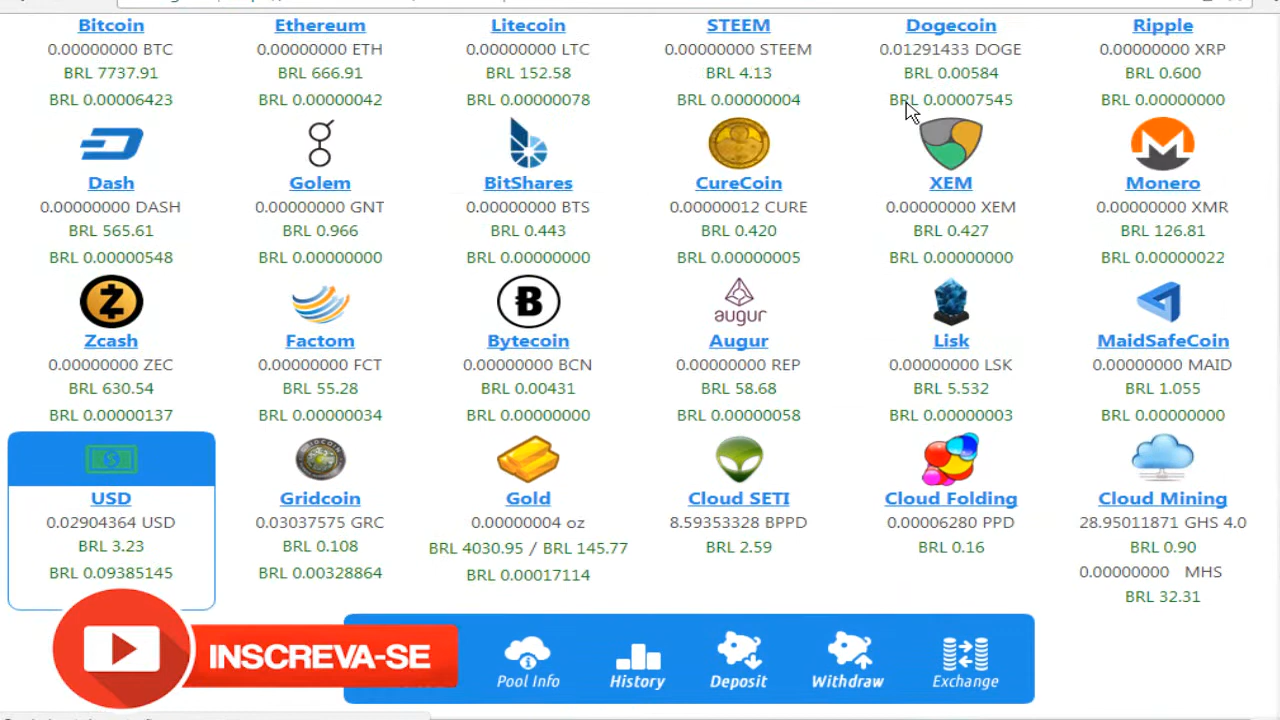 Bitcoin Ethereum Litecoin STEEM Dogecoin Ripple
0.00000000 BTC 0.00000000 ETH 0.00000000 LTC 0.00000000 STEEM 0.01291433 DOGE 0.00000000 XRP
BRL 7737.91 BRL 666.91 BRL 152.58 BRL 4.13 BRL 0.00584 BRL 0.600
BRL 0.00006423 BRL 0.00000042 BRL 0.00000078 BRL 0.00000004 BRL 0.00007545 BRL 0.00000000
Dash Golem BitShares CureCoin XEM Monero
0.00000000 DASH 0.00000000 GNT 0.00000000 BTS 0.00000012 CURE 0.00000000 XEM 0.00000000 XMR
BRL 565.61 BRL 0.966 BRL 0.443 BRL 0.420 BRL 0.427 BRL 126.81
BRL 0.00000548 BRL 0.00000000 BRL 0.00000000 BRL 0.00000005 BRL 0.00000000 BRL 0.00000022
augur
Zcash Factom Bytecoin Augur Lisk MaidSafeCoin
0.00000000 ZEC 0.00000000 FCT 0.00000000 BCN 0.00000000 REP 0.00000000 LSK 0.00000000 MAID
BRL 630.54 BRL 55.28 BRL 0.00431 BRL 58.68 BRL 5.532 BRL 1.055
BRL 0.00000137 BRL 0.00000034 BRL 0.00000000 BRL 0.00000058 BRL 0.00000003 BRL 0.00000000
USD Gridcoin Gold Cloud SETI Cloud Folding Cloud Mining
0.02904364 USD 0.03037575 GRC 0.00000004 oz 8.59353328 BPPD 0.00006280 PPD 28.95011871 GHS 4.0
BRL 3.23 BRL 0.108 BRL 4030.95 / BRL 145.77 BRL 2.59 BRL 0.16 BRL 0.90
BRL 0.09385145 BRL 0.00328864 BRL 0.00017114 0.00000000 MHS
BRL 32.31
INSCREVA-SE
Pool Info History Deposit Withdraw Exchange